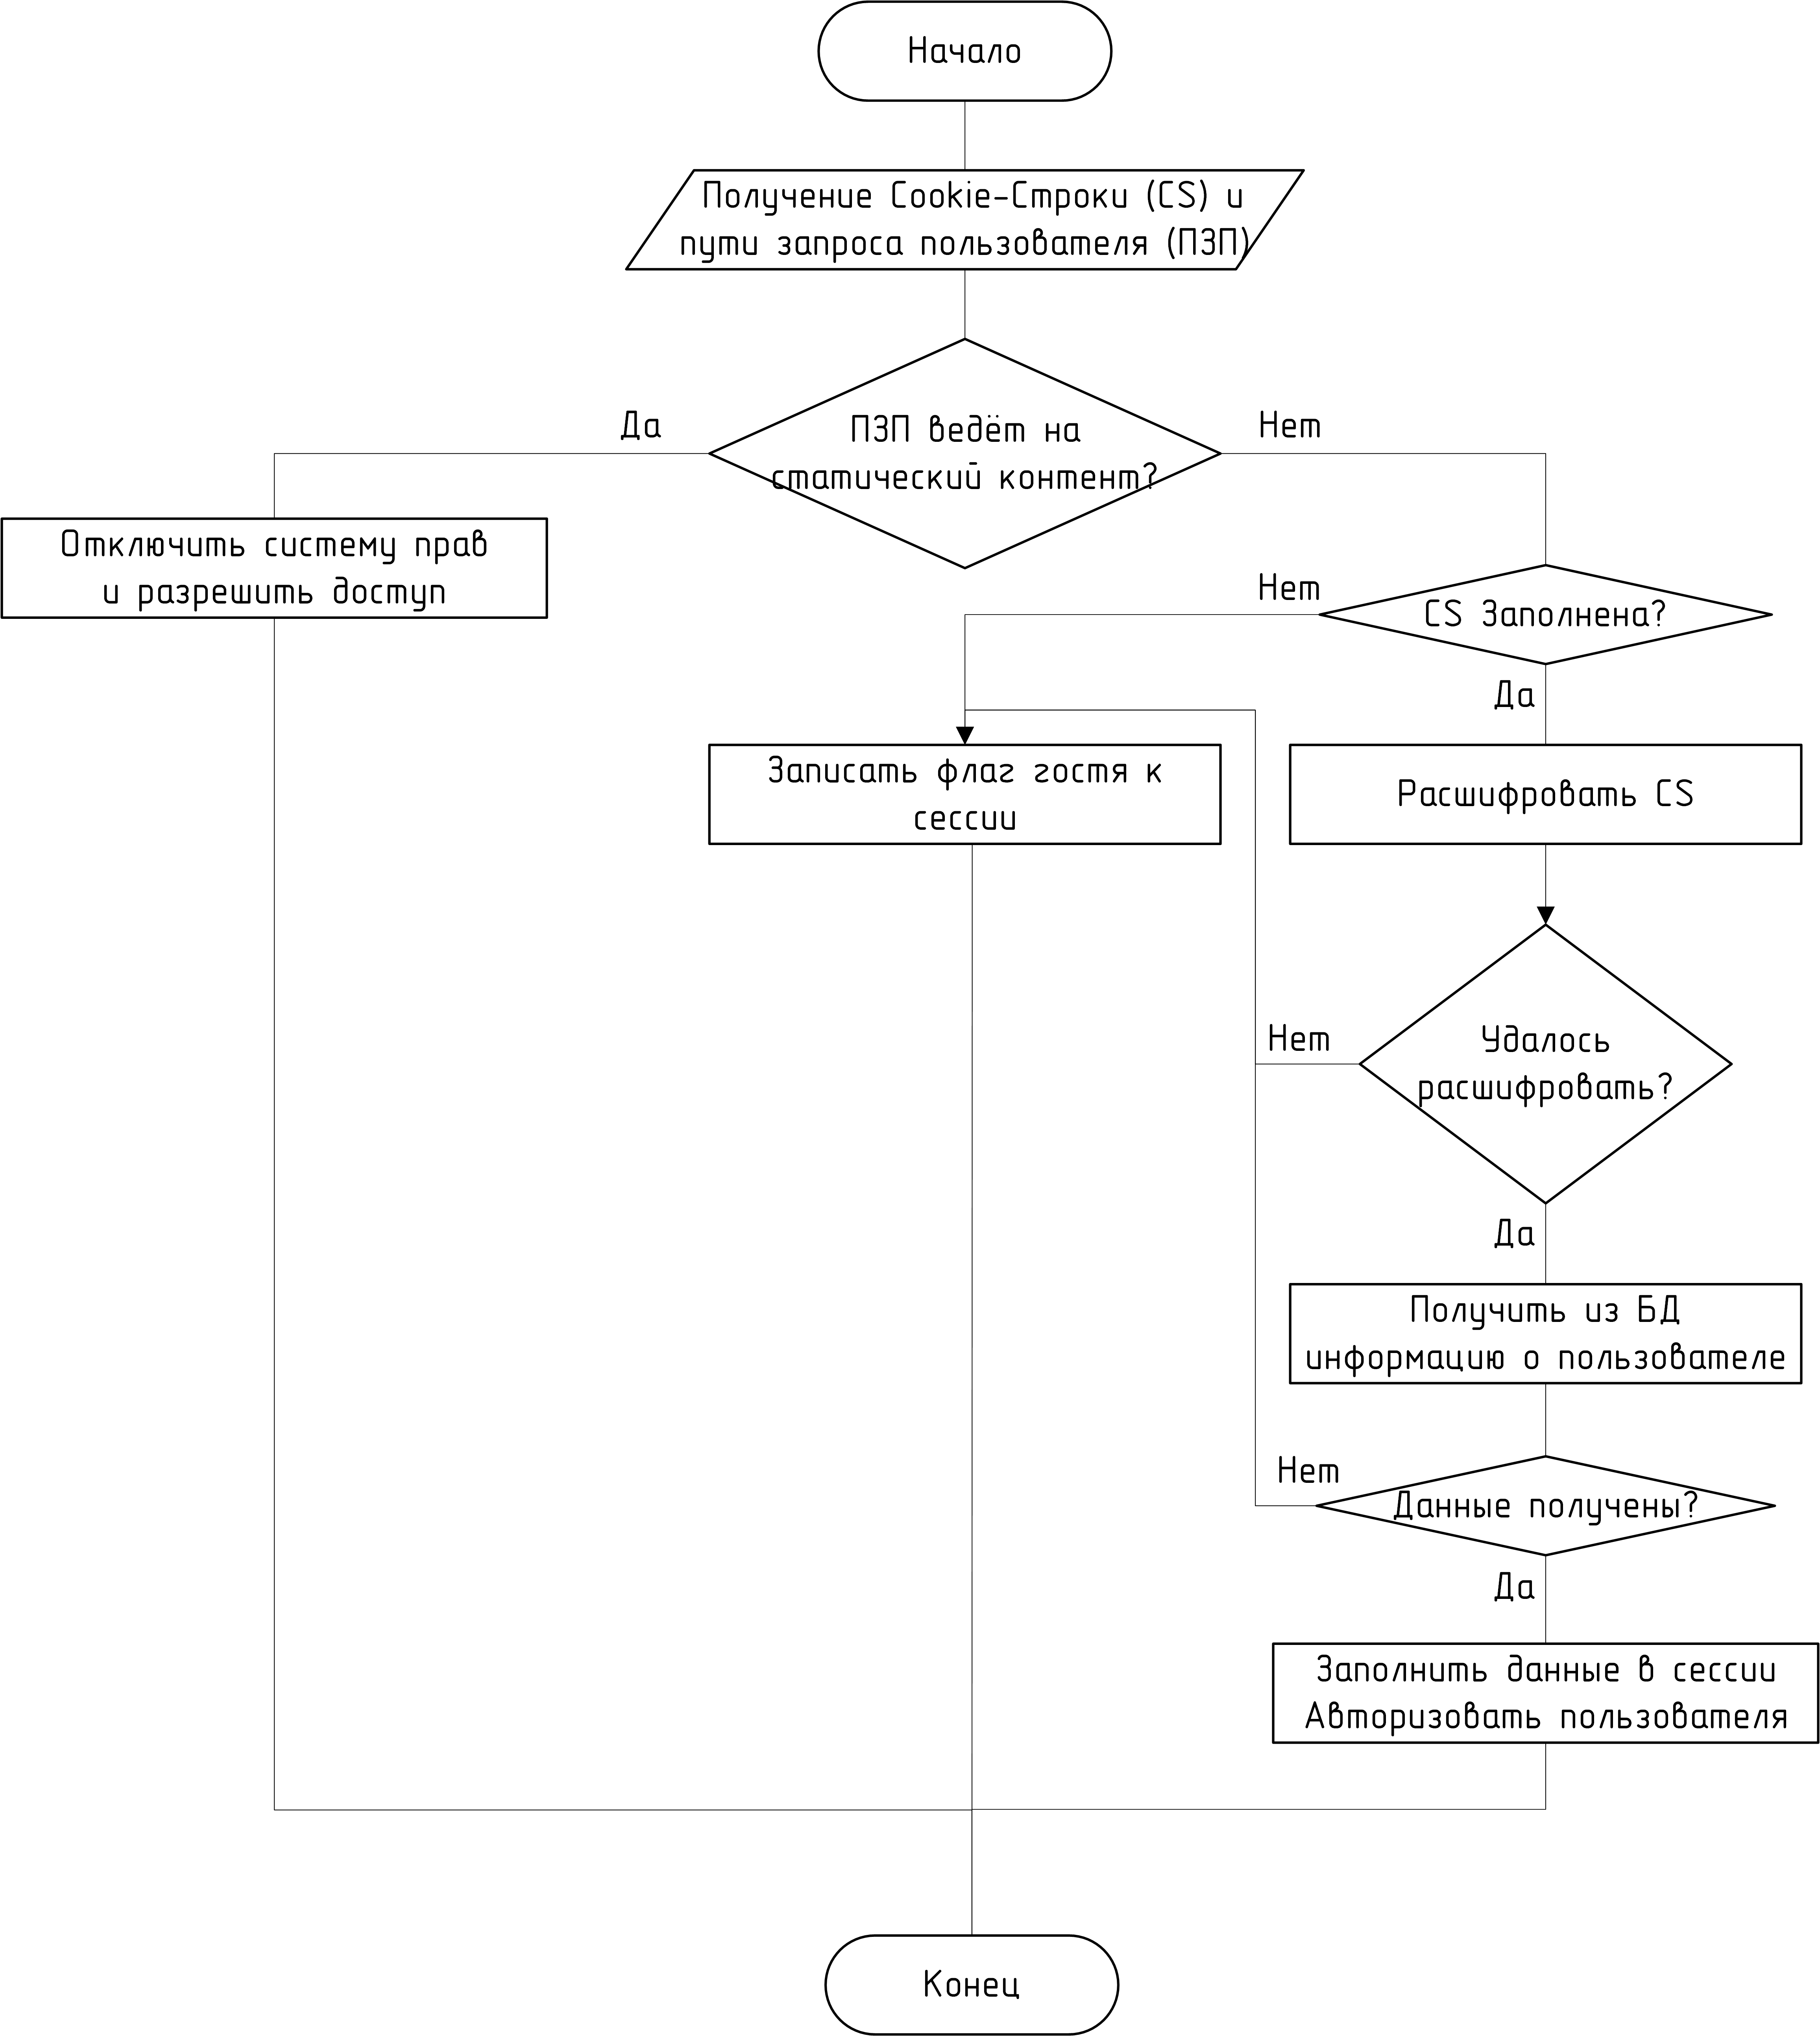 Начало
Получение Cookie-Строки (CS) и
пути запроса пользователя (ПЗП)
ПЗП ведёт на
статический контент?
Да
Нет
Отключить систему прав
и разрешить доступ
CS Заполнена?
Нет
Да
Записать флаг гостя к
сессии
Расшифровать CS
Удалось
расшифровать?
Нет
Да
Получить из БД
информацию о пользователе
Данные получены?
Нет
Да
Заполнить данные в сессии
Авторизовать пользователя
Конец